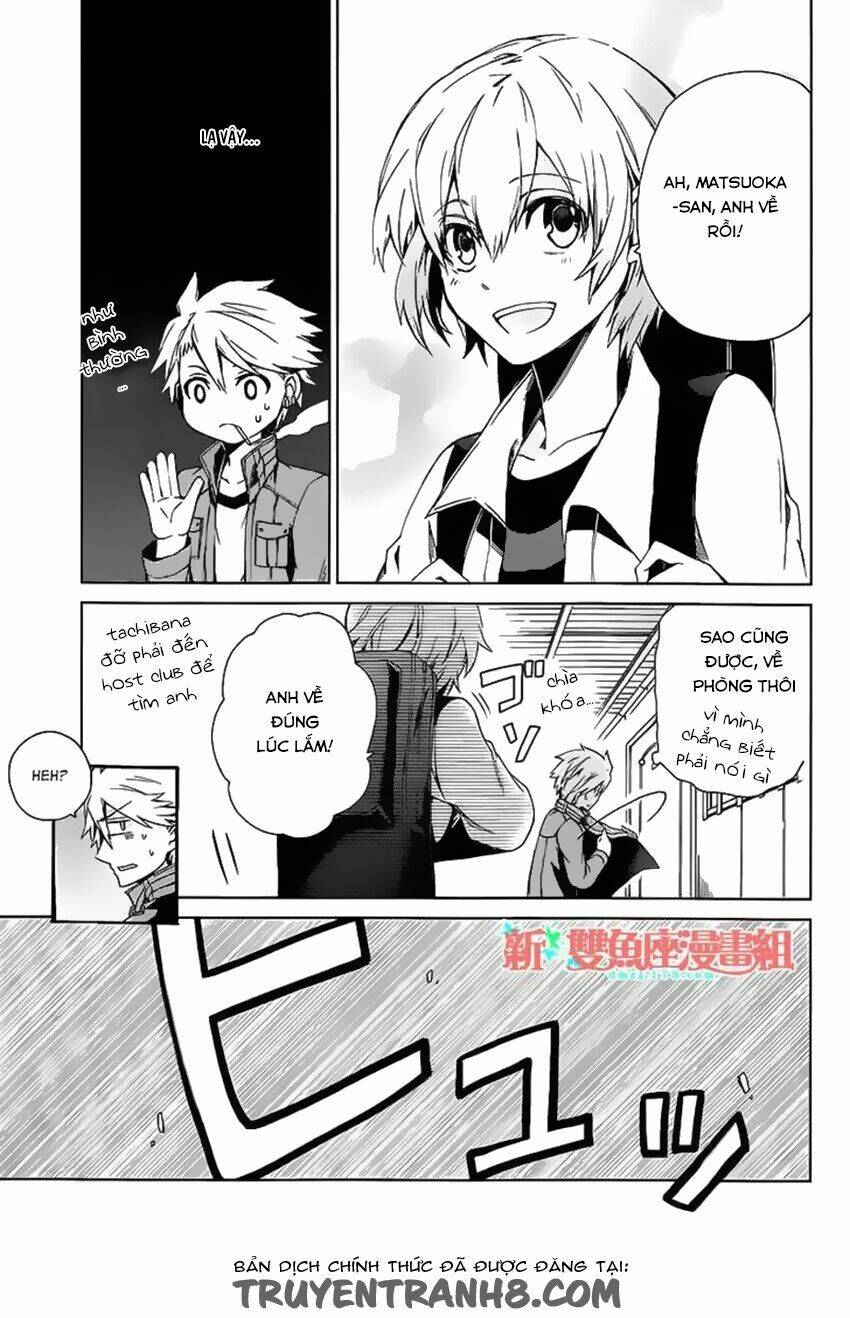 AH, MATSUOKA
-SAN, ANH VỀ
RỒI!
LẠ VẬY...
như
Bình
thường
...
SAO CŨNG
ĐƯỢC, VỀ
PHÒNG THÔI
vì mình
chẳng Biết
phải nói gì
chìa
khóa...
ゴソ
ANH VỀ
ĐÚNG
LÚC LẮM!
tachiBana
đỡ phải đến
host club để
tìm anh
HEH?
新 雙魚座漫畫組
dmzj.178.com
ヒュッ
BẢN DỊCH CHÍNH THỨC ĐÃ ĐƯỢC ĐĂNG TẠI:
TRUYENTRANH8.COM